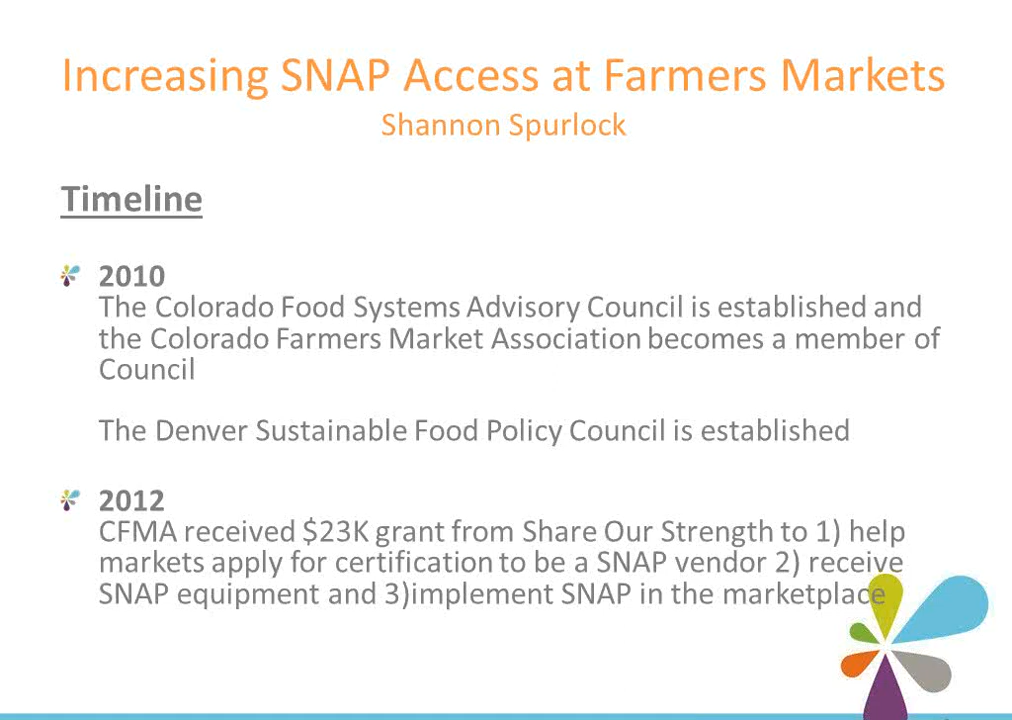 Increasing SNAP Access at Farmers Markets
Shannon Spurlock
Timeline
2010
The Colorado Food Systems Advisory Council is established and
the Colorado Farmers Market Association becomes a member of
Council
The Denver Sustainable Food Policy Council is established
2012
CFMA received $23K grant from Share Our Strength to 1) help
markets apply for certification to be a SNAP vendor 2) receive
SNAP equipment and 3)implement SNAP in the marketplace